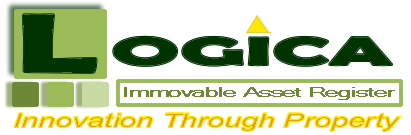 LOGiCA
Immovable Asset Register
Innovation Through Property